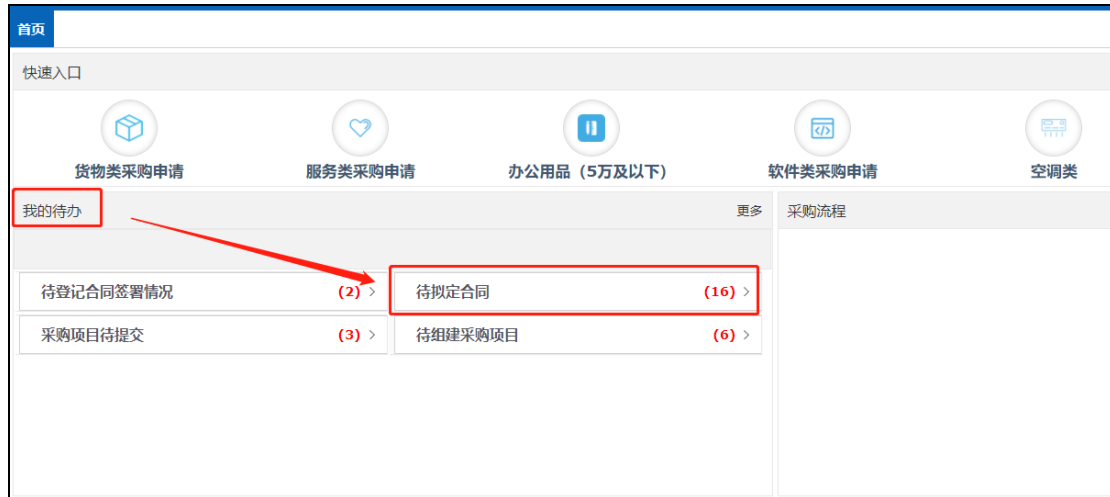 首页
快速入口
货物类采购申请 服务类采购申请 办公用品（5万及以下） 软件类采购申请 空调类
我的待办 更多 采购流程
待登记合同签署情况 (2) > 待拟定合同 (16) >
采购项目待提交 (3) > 待组建采购项目 (6) >